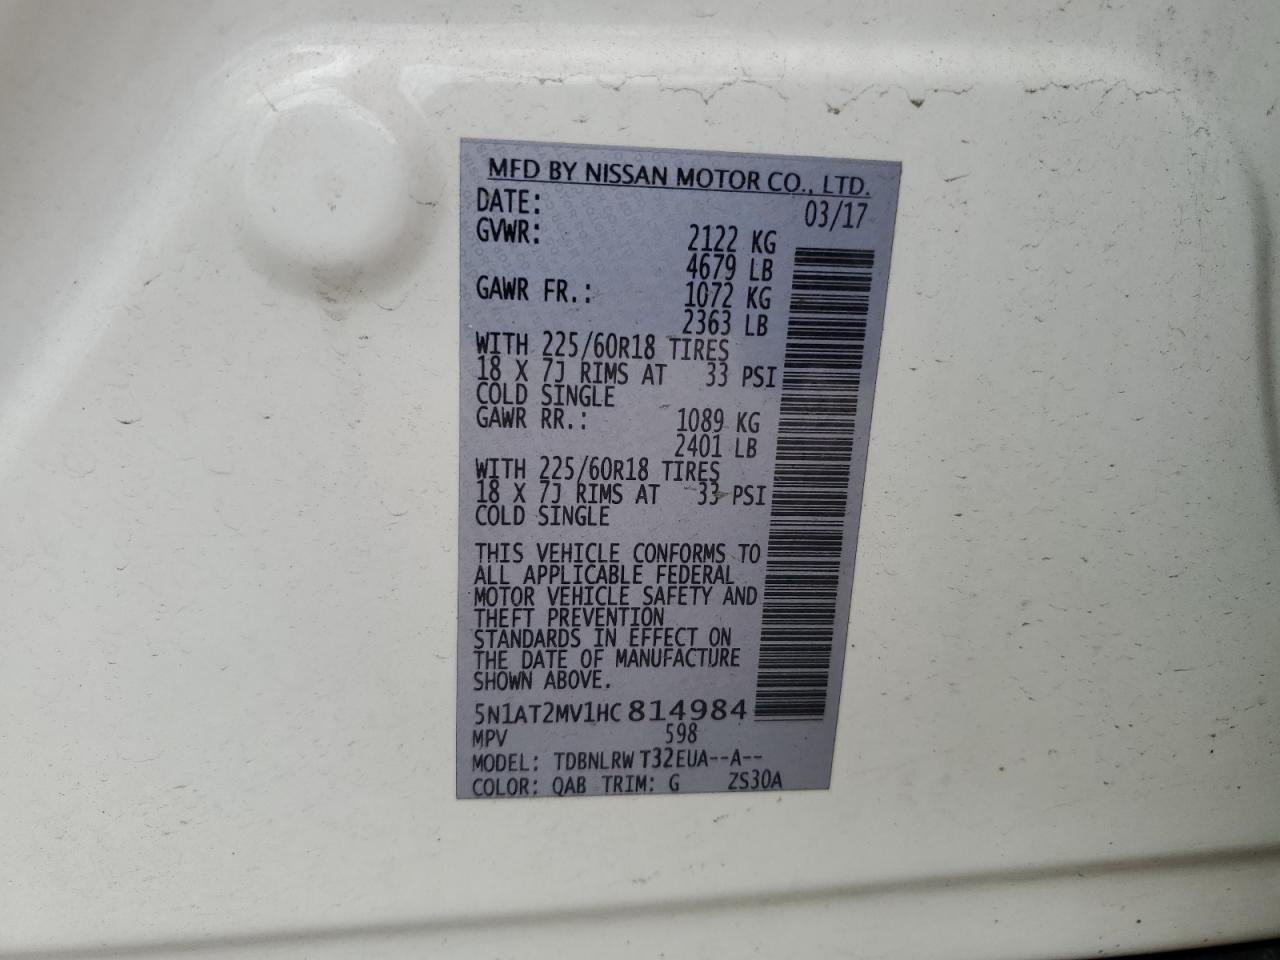 MFD BY NISSAN MOTOR CO., LTD.
DATE: 03/17
GVWR: 2122 KG
4679 LB
GAWR FR.: 1072 KG
2363 LB
WITH 225/60R18 TIRES
18 X 7J RIMS AT 33 PSI
COLD SINGLE
GAWR RR.: 1089 KG
2401 LB
WITH 225/60R18 TIRES
18 X 7J RIMS AT 33 PSI
COLD SINGLE
THIS VEHICLE CONFORMS TO
ALL APPLICABLE FEDERAL
MOTOR VEHICLE SAFETY AND
THEFT PREVENTION
STANDARDS IN EFFECT ON
THE DATE OF MANUFACTURE
SHOWN ABOVE.
5N1AT2MV1HC814984
MPV 598
MODEL: TDBNLRW T32EUA--A--
COLOR: QAB TRIM: G ZS30A